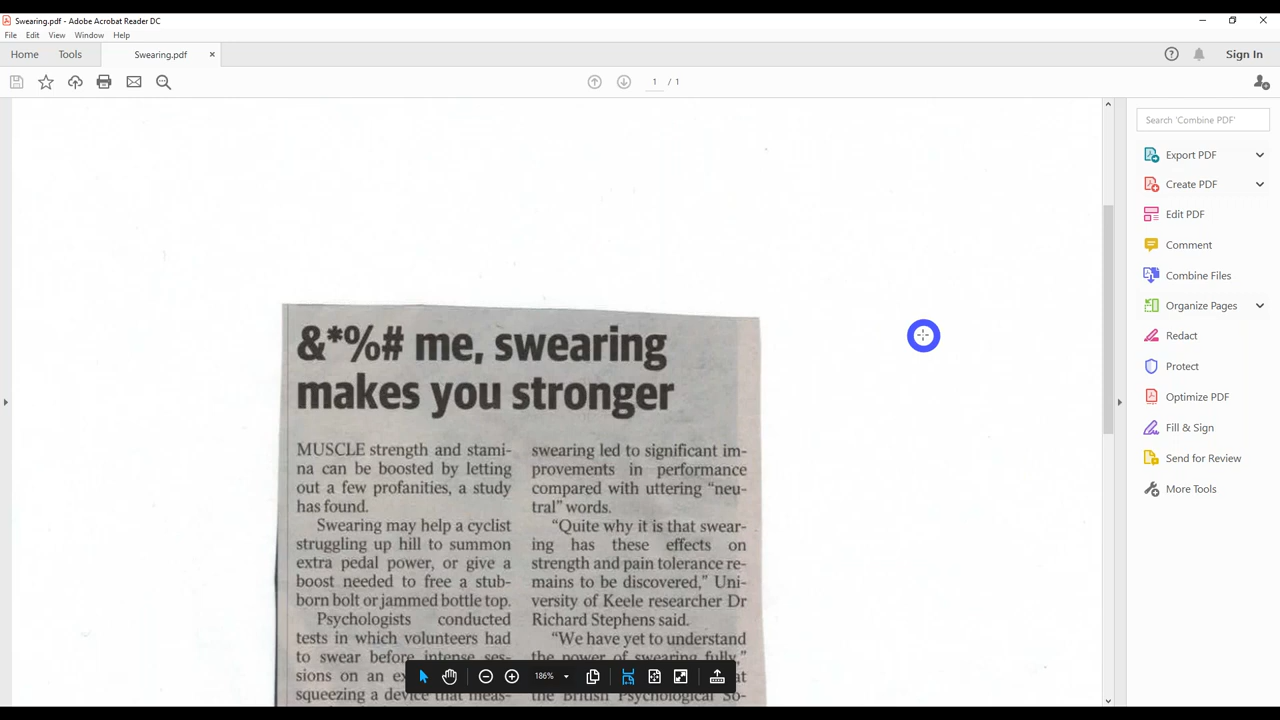 Swearing.pdf - Adobe Acrobat Reader DC
File Edit View Window Help
Home Tools Swearing.pdf × Sign In
1 / 1
Search 'Combine PDF'
Export PDF
Create PDF
Edit PDF
Comment
Combine Files
Organize Pages
Redact
Protect
Optimize PDF
Fill & Sign
Send for Review
More Tools
&*%# me, swearing
makes you stronger
MUSCLE strength and stami-
na can be boosted by letting
out a few profanities, a study
has found.
Swearing may help a cyclist
struggling up hill to summon
extra pedal power, or give a
boost needed to free a stub-
born bolt or jammed bottle top.
Psychologists conducted
tests in which volunteers had
to swear before intense ses-
sions on an
squeezing a device that meas-
swearing led to significant im-
provements in performance
compared with uttering “neu-
tral” words.
“Quite why it is that swear-
ing has these effects on
strength and pain tolerance re-
mains to be discovered,” Uni-
versity of Keele researcher Dr
Richard Stephens said.
“We have yet to understand
the power of swearing fully,”
the British Psychological So-
186%